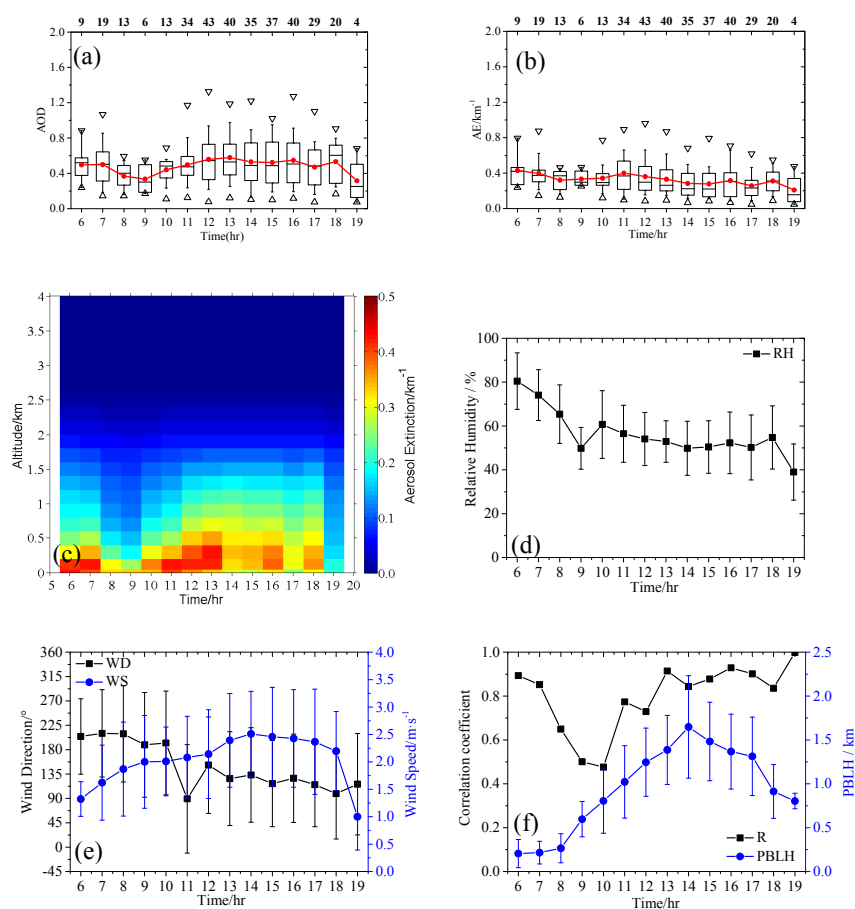 9 19 13 6 13 34 43 40 35 37 40 29 20 4
(a)
AOD
2.0
1.6
1.2
0.8
0.4
0.0
6 7 8 9 10 11 12 13 14 15 16 17 18 19
Time(hr)
9 19 13 6 13 34 43 40 35 37 40 29 20 4
(b)
AE/km⁻¹
2.0
1.6
1.2
0.8
0.4
0.0
6 7 8 9 10 11 12 13 14 15 16 17 18 19
Time/hr
Altitude/km
4
3.5
3
2.5
2
1.5
1
0.5
0
(c)
5 6 7 8 9 10 11 12 13 14 15 16 17 18 19 20
Time/hr
0.5
0.4
0.3
0.2
0.1
0.0
Aerosol Extinction/km⁻¹
Relative Humidity / %
100
80
60
40
20
0
RH
(d)
6 7 8 9 10 11 12 13 14 15 16 17 18 19
Time/hr
Wind Direction/°
360
315
270
225
180
135
90
45
0
-45
WD
WS
(e)
4.0
3.5
3.0
2.5
2.0
1.5
1.0
0.5
0.0
Wind Speed/m·s⁻¹
6 7 8 9 10 11 12 13 14 15 16 17 18 19
Time/hr
Correlation coefficient
1.0
0.8
0.6
0.4
0.2
0.0
(f)
R
PBLH
2.5
2.0
1.5
1.0
0.5
0.0
PBLH / km
6 7 8 9 10 11 12 13 14 15 16 17 18 19
Time/hr